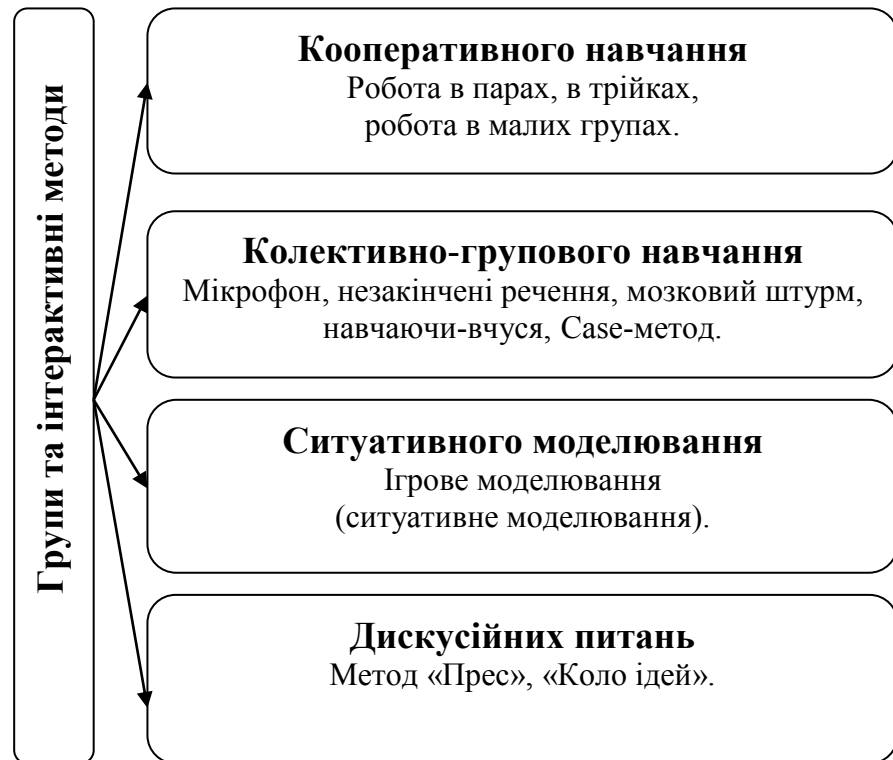 Групи та інтерактивні методи
Кооперативного навчання
Робота в парах, в трійках,
робота в малих групах.
Колективно-групового навчання
Мікрофон, незакінчені речення, мозковий штурм,
навчаючи-вчуся, Case-метод.
Ситуативного моделювання
Ігрове моделювання
(ситуативне моделювання).
Дискусійних питань
Метод «Прес», «Коло ідей».